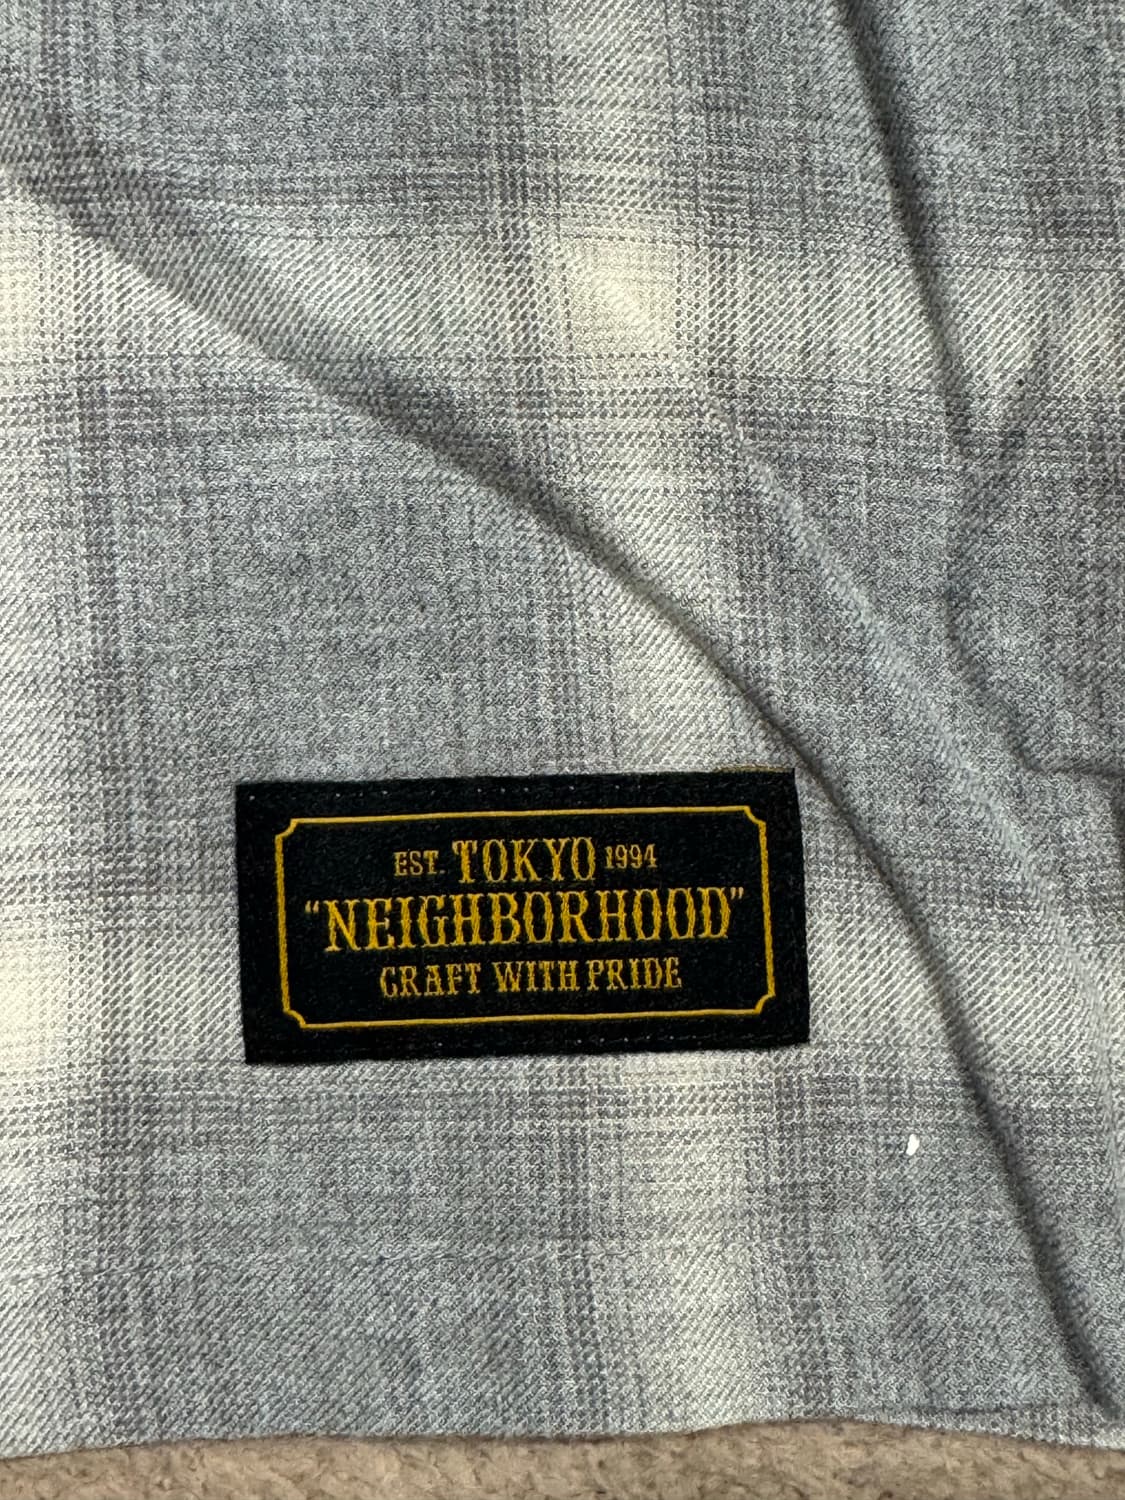 EST. TOKYO 1994
"NEIGHBORHOOD"
CRAFT WITH PRIDE